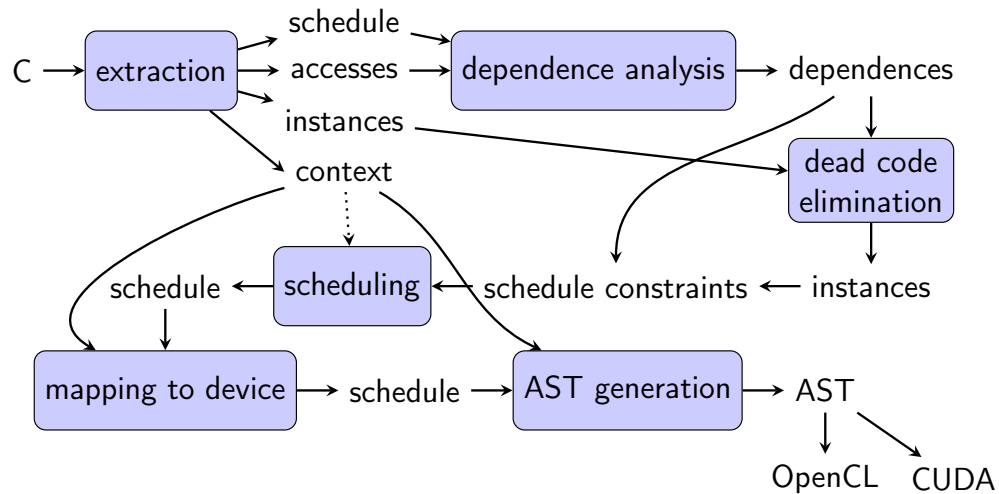 schedule
C
extraction
accesses
dependence analysis
dependences
instances
context
dead code
elimination
schedule
scheduling
schedule constraints
instances
mapping to device
schedule
AST generation
AST
OpenCL
CUDA